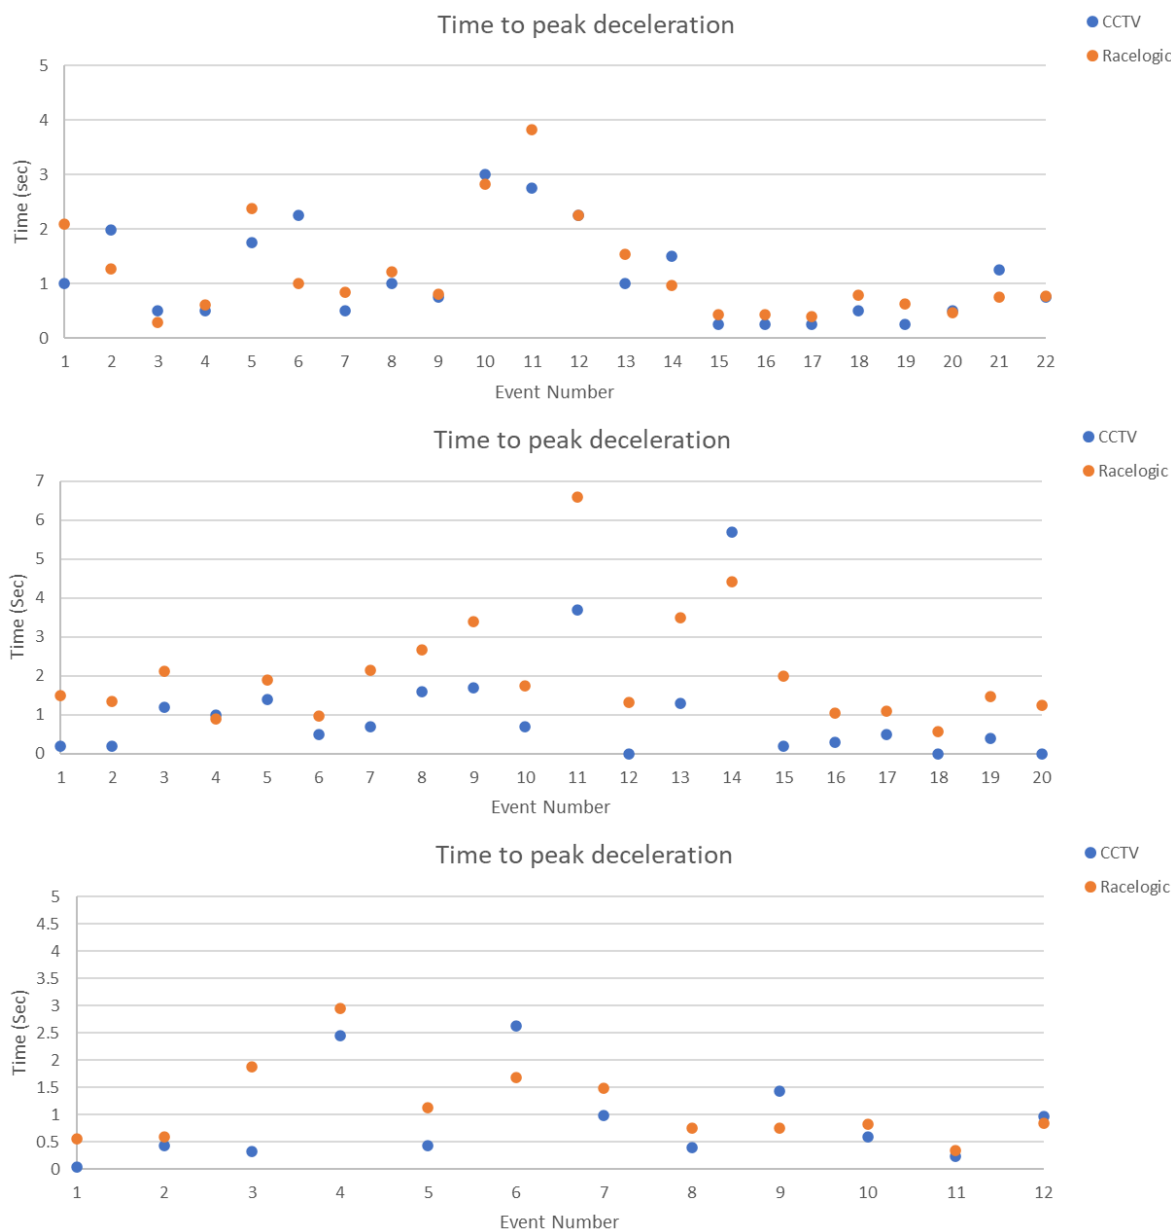 Time to peak deceleration
CCTV
Racelogic
5
4
3
2
1
0
Time (sec)
1 2 3 4 5 6 7 8 9 10 11 12 13 14 15 16 17 18 19 20 21 22
Event Number
Time to peak deceleration
CCTV
Racelogic
7
6
5
4
3
2
1
0
Time (Sec)
1 2 3 4 5 6 7 8 9 10 11 12 13 14 15 16 17 18 19 20
Event Number
Time to peak deceleration
CCTV
Racelogic
5
4.5
4
3.5
3
2.5
2
1.5
1
0.5
0
Time (Sec)
1 2 3 4 5 6 7 8 9 10 11 12
Event Number